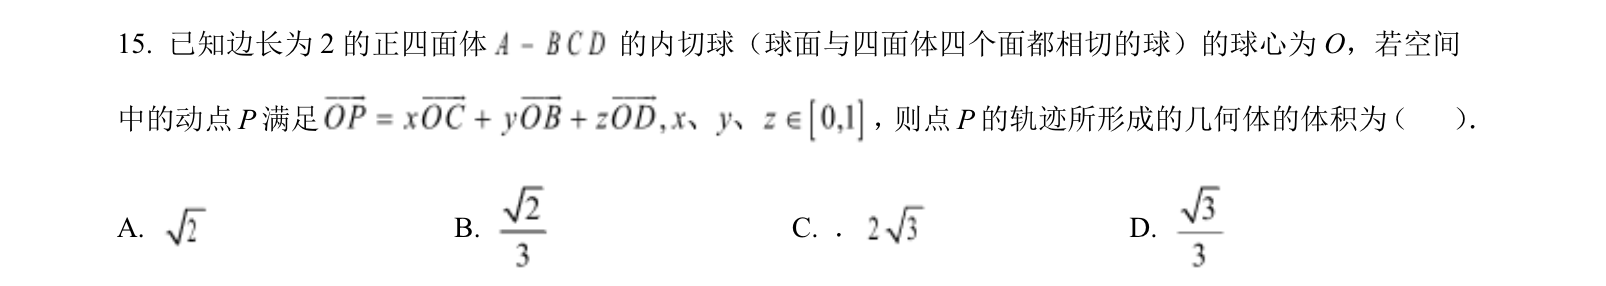 15. 已知边长为 2 的正四面体 A - BCD 的内切球（球面与四面体四个面都相切的球）的球心为 O，若空间
中的动点 P 满足 $\overrightarrow{OP} = x\overrightarrow{OC} + y\overrightarrow{OB} + z\overrightarrow{OD}, x、y、z \in [0,1]$，则点 P 的轨迹所形成的几何体的体积为（　　）.
A. $\sqrt{2}$ B. $\frac{\sqrt{2}}{3}$ C. . $2\sqrt{3}$ D. $\frac{\sqrt{3}}{3}$